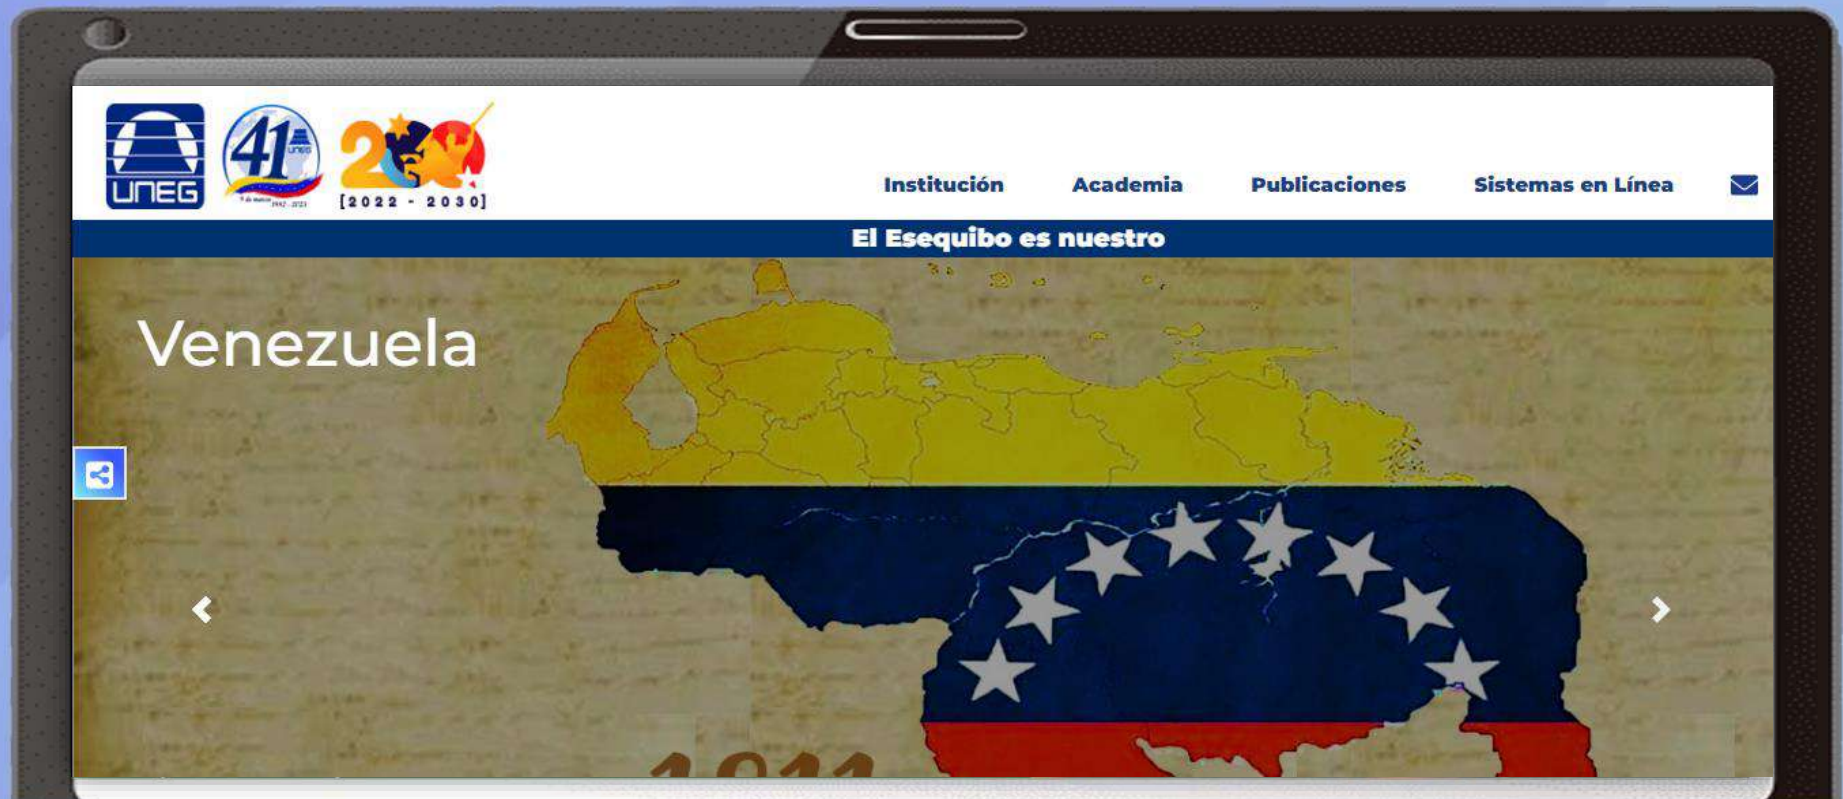 UNEG
41
UNEG
200
[2022 - 2030]
Institución
Academia
Publicaciones
Sistemas en Línea
El Esequibo es nuestro
Venezuela